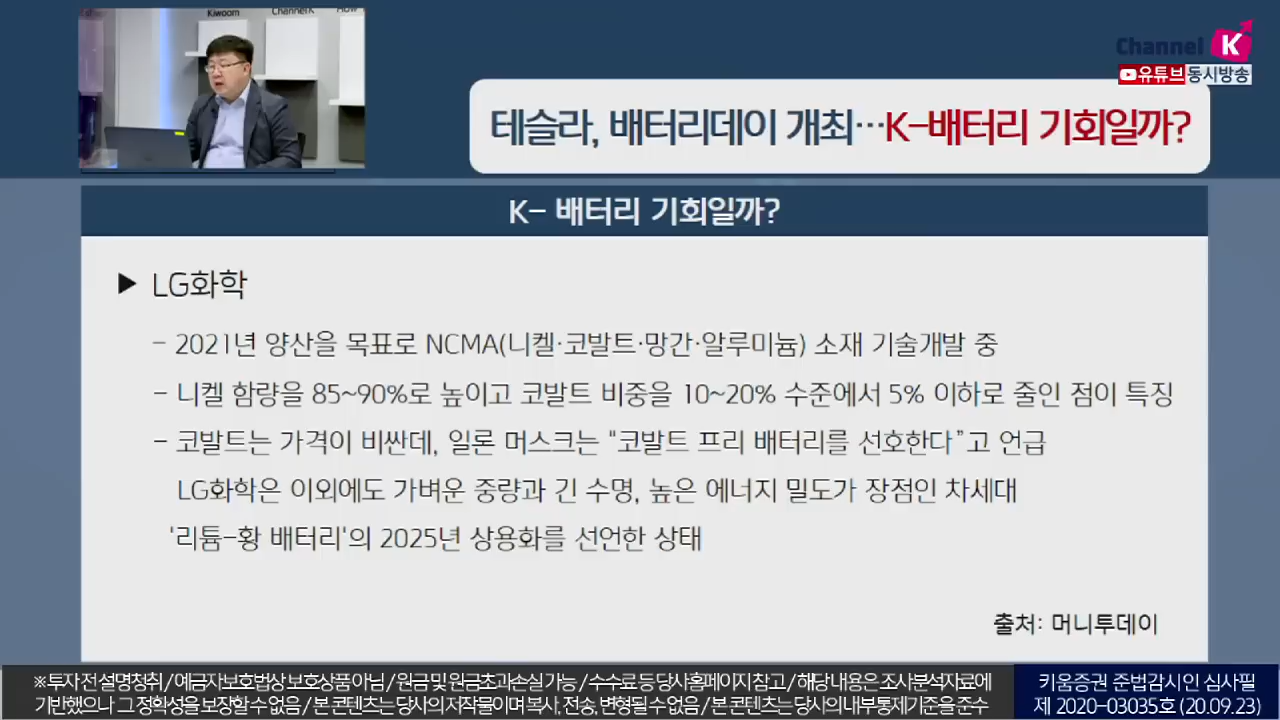 Kiwoom
ChannelK
Channel K
유튜브동시방송
테슬라, 배터리데이 개최…K-배터리 기회일까?
K- 배터리 기회일까?
▶ LG화학
- 2021년 양산을 목표로 NCMA(니켈·코발트·망간·알루미늄) 소재 기술개발 중
- 니켈 함량을 85~90%로 높이고 코발트 비중을 10~20% 수준에서 5% 이하로 줄인 점이 특징
- 코발트는 가격이 비싼데, 일론 머스크는 “코발트 프리 배터리를 선호한다”고 언급
LG화학은 이외에도 가벼운 중량과 긴 수명, 높은 에너지 밀도가 장점인 차세대
'리튬-황 배터리'의 2025년 상용화를 선언한 상태
출처: 머니투데이
※ 투자 전 설명청취 / 예금자보호법상 보호상품 아님 / 원금 및 원금초과손실 가능 / 수수료 등 당사홈페이지 참고 / 해당 내용은 조사분석자료에
기반했으나 그 정확성을 보장할 수 없음 / 본 콘텐츠는 당사의 저작물이며 복사, 전송, 변형될 수 없음 / 본 콘텐츠는 당사의 내부통제기준을 준수
키움증권 준법감시인 심사필
제 2020-03035호 (20.09.23)